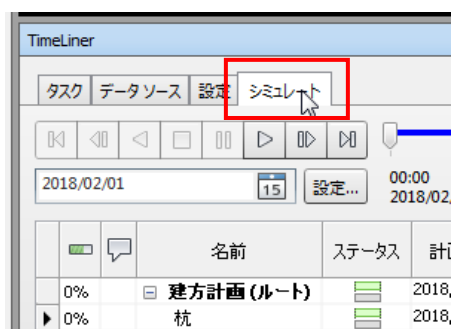 TimeLiner
タスク データ ソース 設定 シミュレート
2018/02/01 15 設定... 00:00
2018/02/
名前 ステータス
0% 建方計画 (ルート) 2018
0% 杭 2018